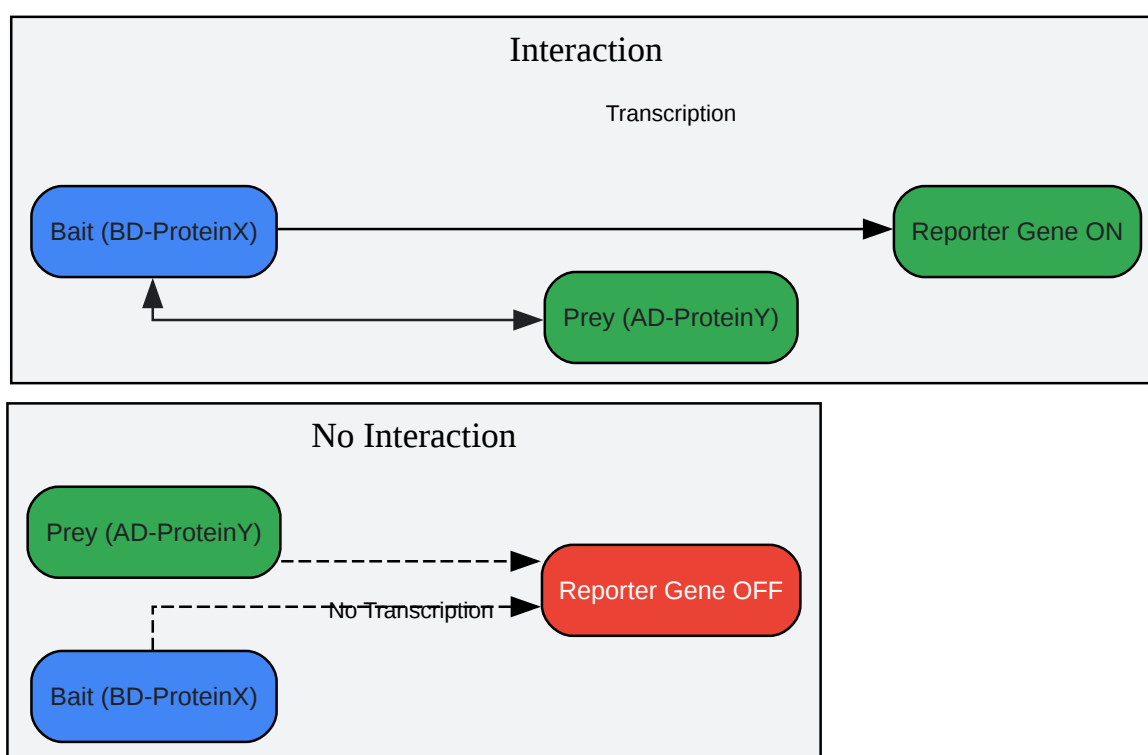 Interaction
Transcription
Bait (BD-ProteinX)
Reporter Gene ON
Prey (AD-ProteinY)
No Interaction
Prey (AD-ProteinY)
Reporter Gene OFF
No Transcription
Bait (BD-ProteinX)